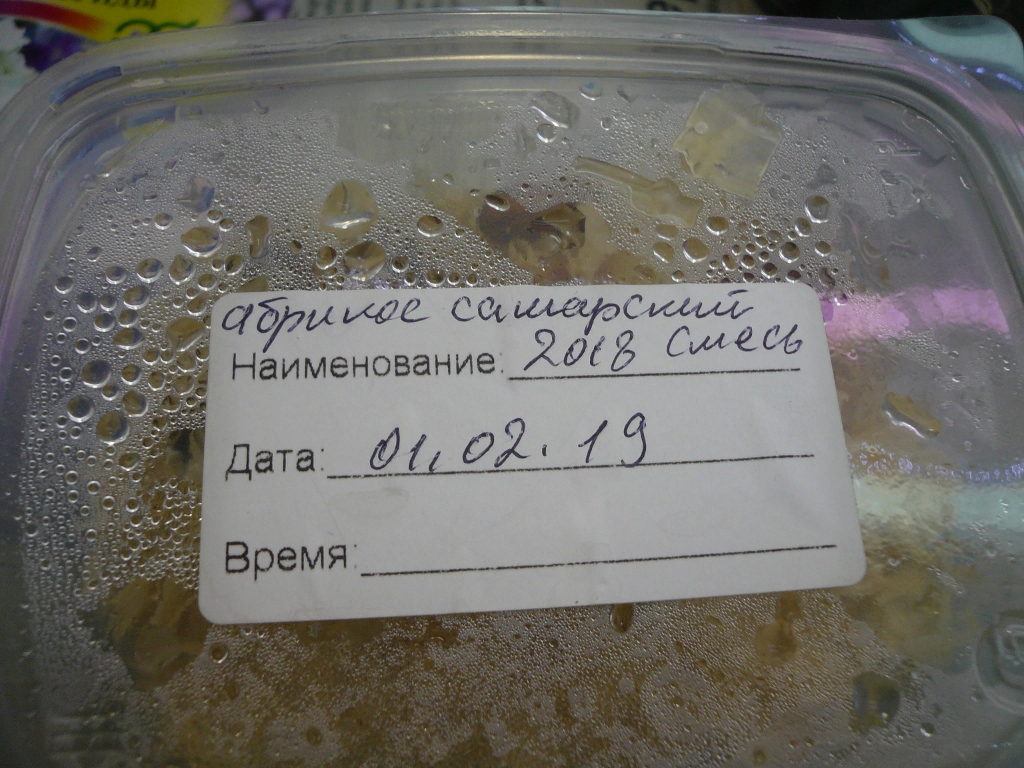 абрикос самарский
Наименование: 2018 смесь
Дата: 01.02.19
Время: